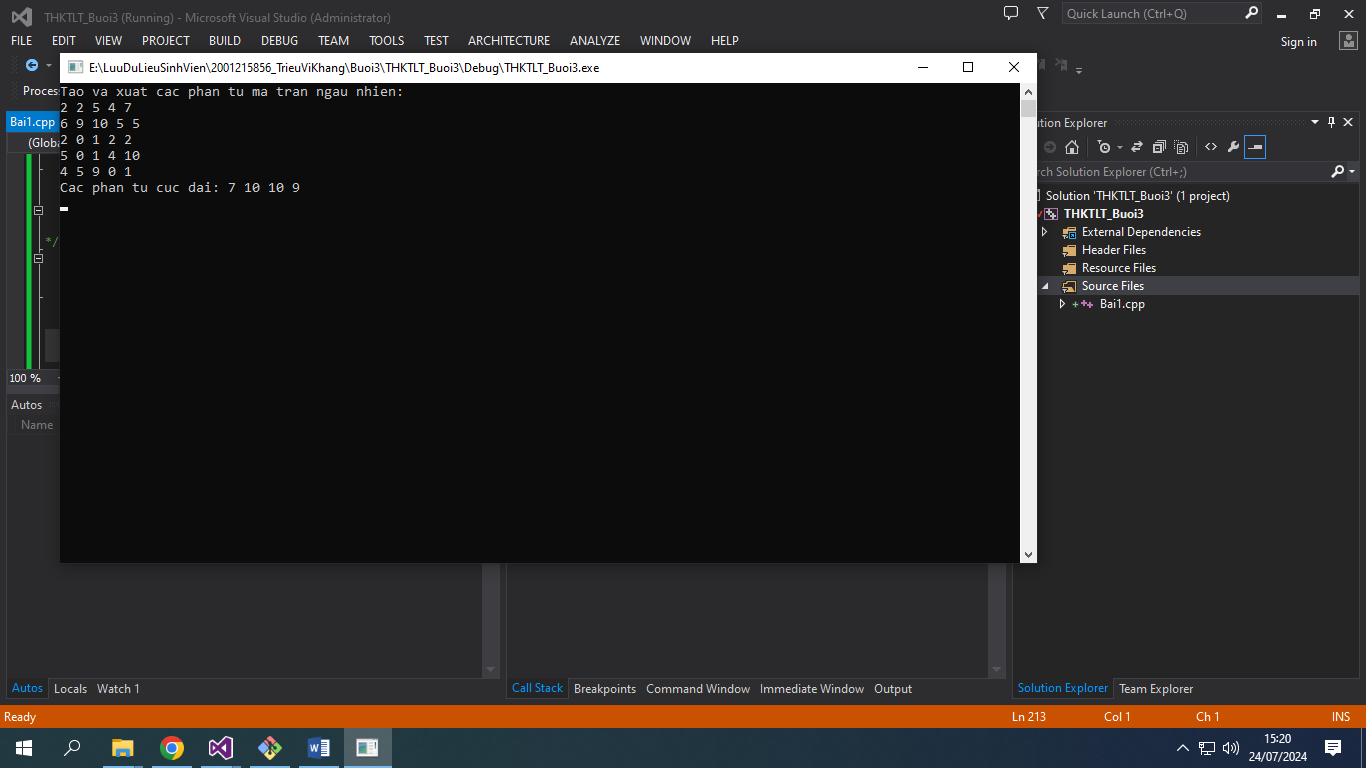 THKTLT_Buoi3 (Running) - Microsoft Visual Studio (Administrator)
Quick Launch (Ctrl+Q)
FILE EDIT VIEW PROJECT BUILD DEBUG TEAM TOOLS TEST ARCHITECTURE ANALYZE WINDOW HELP
Sign in
E:\LuuDuLieuSinhVien\2001215856_TrieuViKhang\Buoi3\THKTLT_Buoi3\Debug\THKTLT_Buoi3.exe
Proces
Tao va xuat cac phan tu ma tran ngau nhien:
2 2 5 4 7
6 9 10 5 5
2 0 1 2 2
5 0 1 4 10
4 5 9 0 1
Cac phan tu cuc dai: 7 10 10 9
Bai1.cpp
(Globa
*/
100 %
Autos
Name
ution Explorer
rch Solution Explorer (Ctrl+;)
Solution 'THKTLT_Buoi3' (1 project)
THKTLT_Buoi3
External Dependencies
Header Files
Resource Files
Source Files
Bai1.cpp
Autos Locals Watch 1
Call Stack Breakpoints Command Window Immediate Window Output
Solution Explorer Team Explorer
Ready
Ln 213 Col 1 Ch 1 INS
15:20
24/07/2024